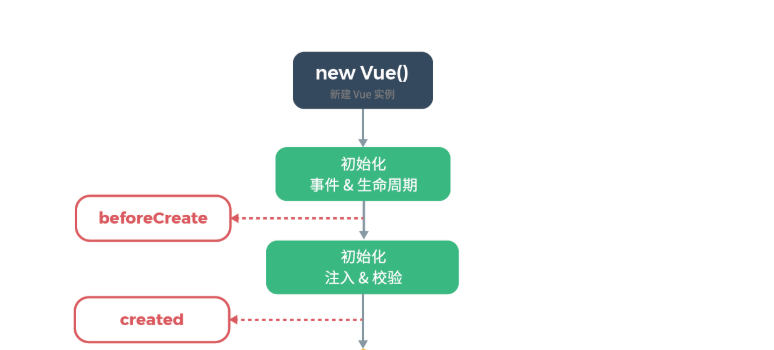 new Vue()
新建 Vue 实例
初始化
事件 & 生命周期
beforeCreate
初始化
注入 & 校验
created